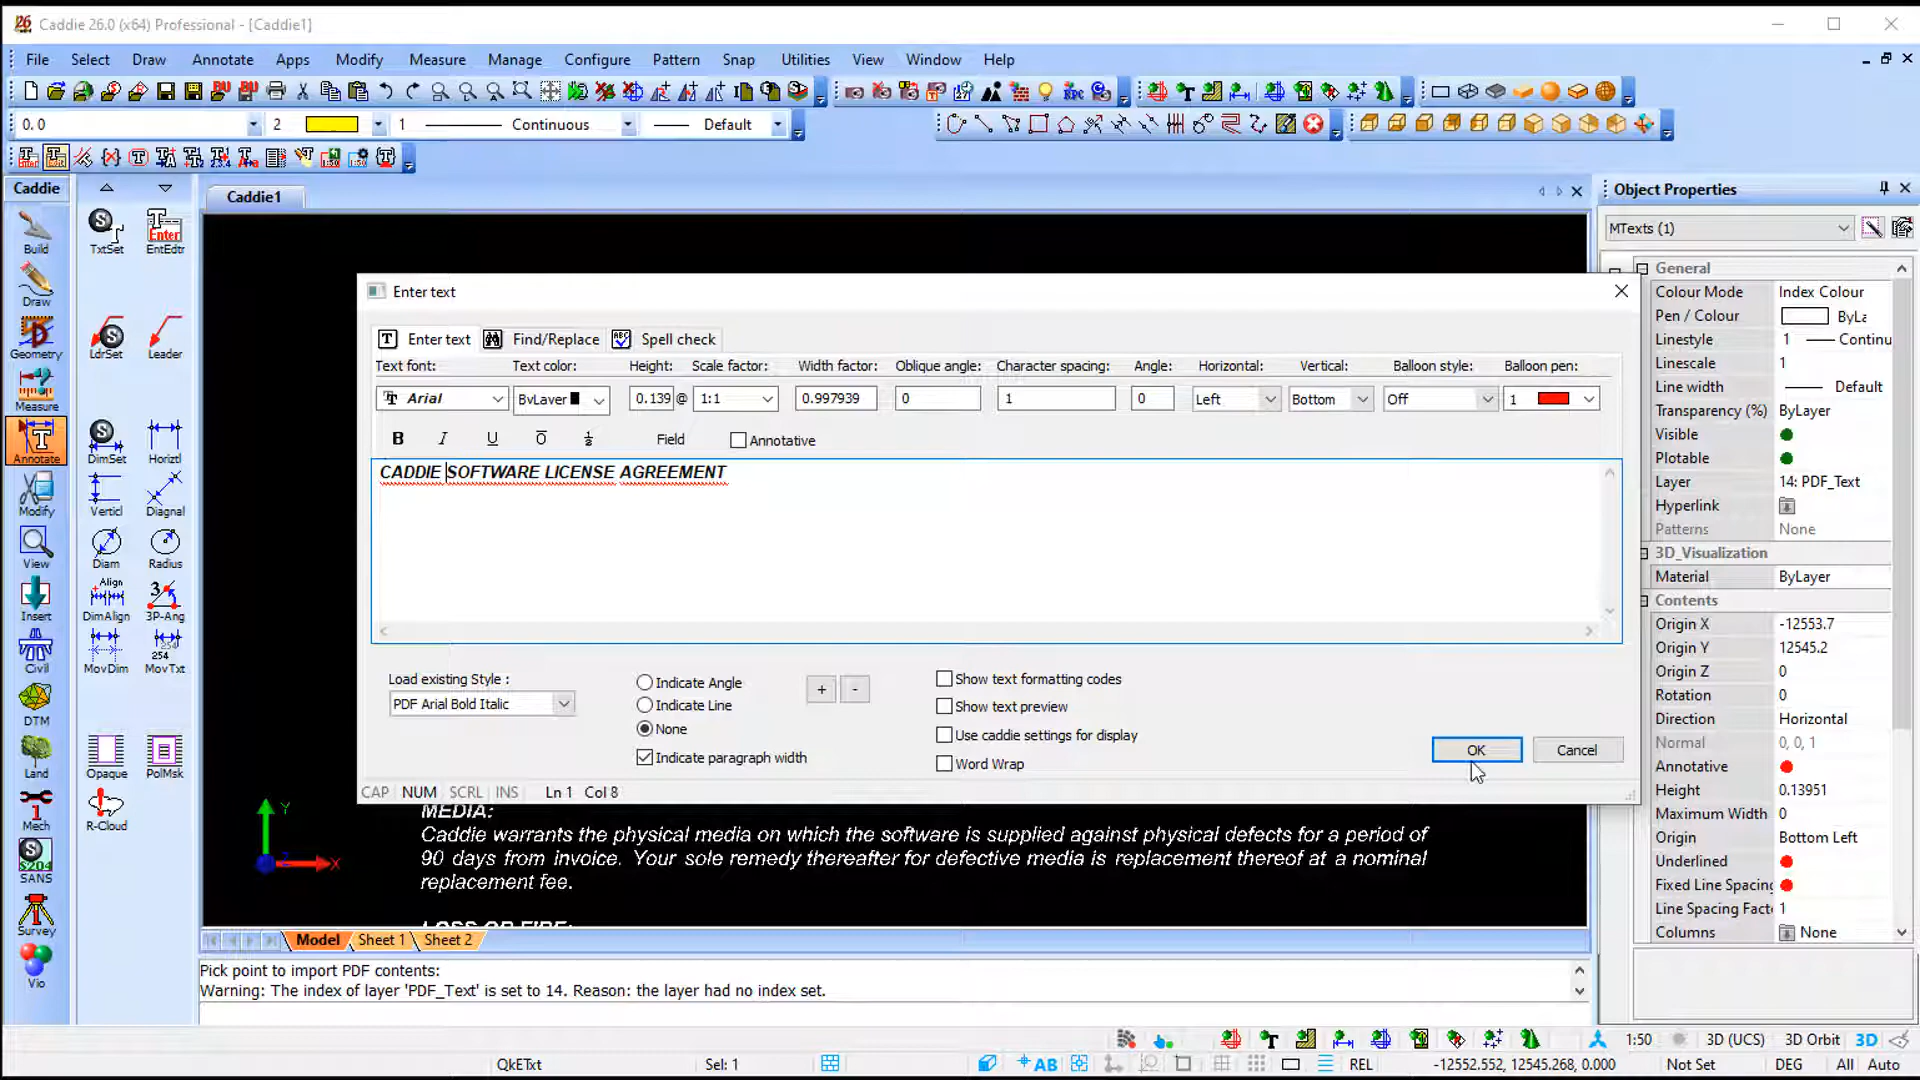 Caddie 26.0 (x64) Professional - [Caddie1]
File Select Draw Annotate Apps Modify Measure Manage Configure Pattern Snap Utilities View Window Help
0. 0 2 1 Continuous Default
Caddie
Caddie1
Object Properties
MTexts (1)
Build
TxtSet EntEdtr
Draw
Geometry
LdrSet Leader
Measure
Annotate
DimSet Horiztl
Modify
Verticl Diagnal
View
Diam Radius
Insert
DimAlign 3P-Ang
Civil
MovDim MovTxt
DTM
Land
Opaque PolMsk
Mech
R-Cloud
SANS
Survey
Vio
Enter text
Enter text Find/Replace Spell check
Text font: Text color: Height: Scale factor: Width factor: Oblique angle: Character spacing: Angle: Horizontal: Vertical: Balloon style: Balloon pen:
Arial ByLayer 0.139 @ 1:1 0.997939 0 1 0 Left Bottom Off 1
B I U O Field Annotative
CADDIE SOFTWARE LICENSE AGREEMENT
Load existing Style :
PDF Arial Bold Italic
Indicate Angle
Indicate Line
None
Indicate paragraph width
+ -
Show text formatting codes
Show text preview
Use caddie settings for display
Word Wrap
OK Cancel
CAP NUM SCRL INS Ln 1 Col 8
General
Colour Mode Index Colour
Pen / Colour ByLa
Linestyle 1 Continu
Linescale 1
Line width Default
Transparency (%) ByLayer
Visible
Plotable
Layer 14: PDF_Text
Hyperlink
Patterns None
3D_Visualization
Material ByLayer
Contents
Origin X -12553.7
Origin Y 12545.2
Origin Z 0
Rotation 0
Direction Horizontal
Normal 0, 0, 1
Annotative
Height 0.13951
Maximum Width 0
Origin Bottom Left
Underlined
Fixed Line Spacing
Line Spacing Facto 1
Columns None
Y
X
MEDIA:
Caddie warrants the physical media on which the software is supplied against physical defects for a period of
90 days from invoice. Your sole remedy thereafter for defective media is replacement thereof at a nominal
replacement fee.
LOSS OR FIRE:
Model Sheet 1 Sheet 2
Pick point to import PDF contents:
Warning: The index of layer 'PDF_Text' is set to 14. Reason: the layer had no index set.
1:50 3D (UCS) 3D Orbit 3D
QkETxt Sel: 1 AB REL -12552.552, 12545.268, 0.000 Not Set DEG All Auto